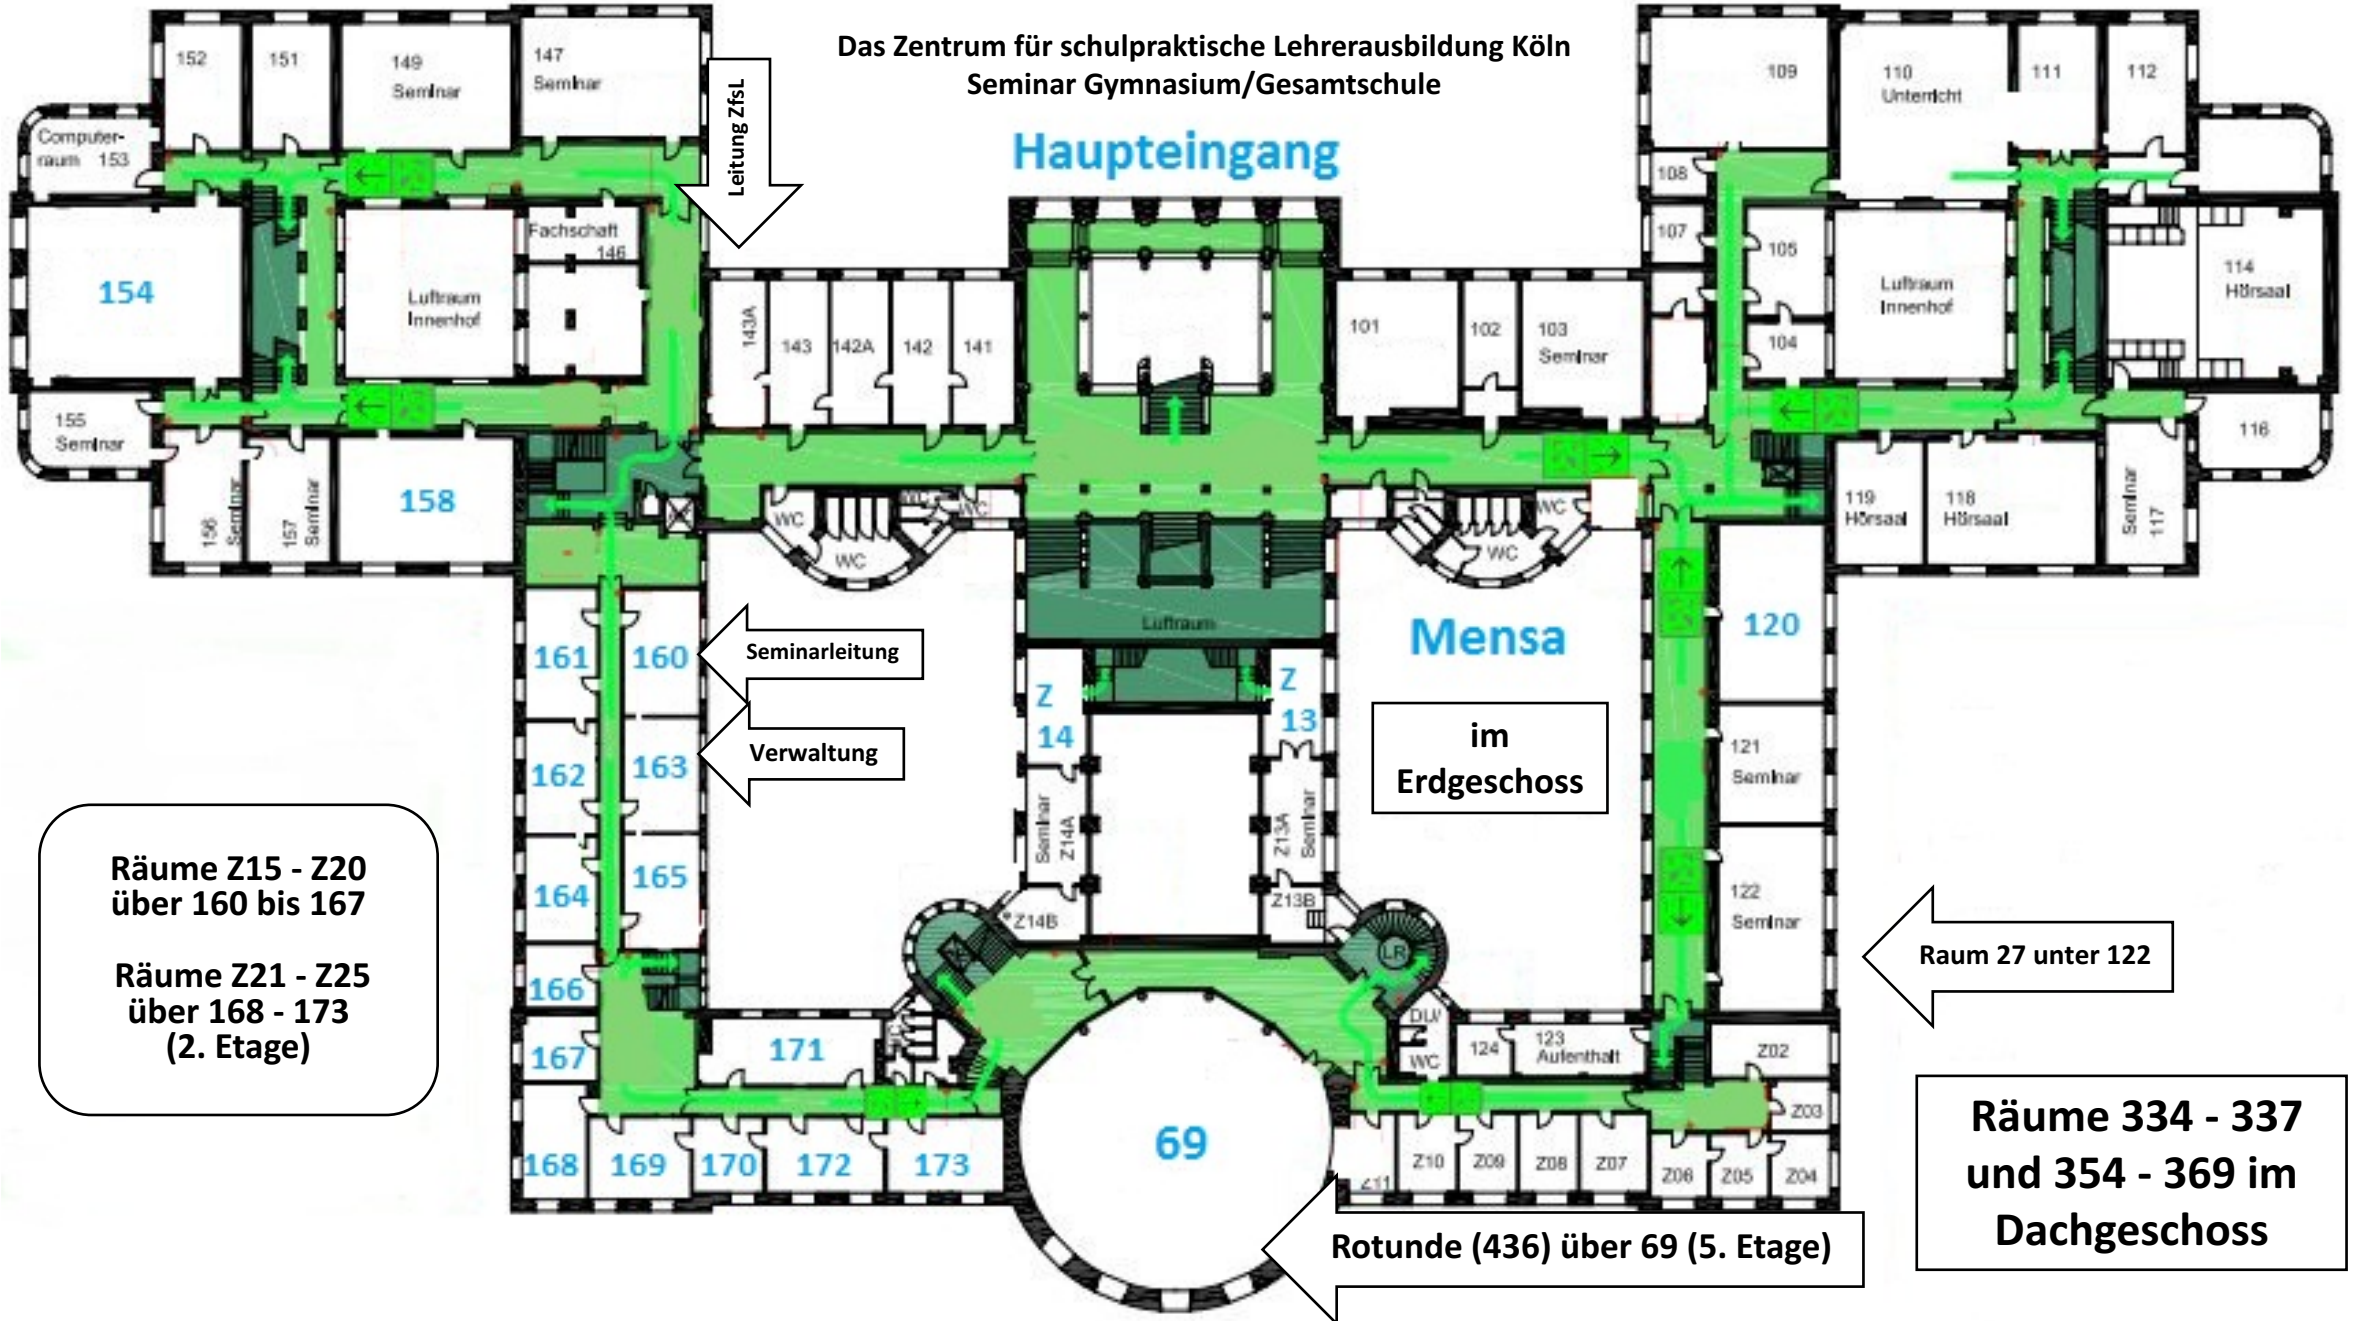 Das Zentrum für schulpraktische Lehrerausbildung Köln
Seminar Gymnasium/Gesamtschule
Haupteingang
Leitung ZfsL
152
151
149
Seminar
147
Seminar
Computer-
raum 153
154
Luftraum
Innenhof
Fachschaft
146
155
Seminar
156
Seminar
157
Seminar
158
143A
143
142A
142
141
101
102
103
Seminar
109
110
Unterricht
111
112
108
107
105
104
Luftraum
Innenhof
114
Hörsaal
116
Seminar
117
118
Hörsaal
119
Hörsaal
WC
WC
WC
WC
WC
WC
Luftraum
161
160
Seminarleitung
162
163
Verwaltung
164
165
166
167
168
169
170
171
172
173
Z
14
Seminar
Z14A
Z14B
Z
13
Z13A
Seminar
Z13B
LR
Mensa
im
Erdgeschoss
120
121
Seminar
122
Seminar
Raum 27 unter 122
DU/
WC
124
123
Aufenthalt
Z02
Z03
Z04
Z05
Z06
Z07
Z08
Z09
Z10
Z11
69
Rotunde (436) über 69 (5. Etage)
Räume Z15 - Z20
über 160 bis 167
Räume Z21 - Z25
über 168 - 173
(2. Etage)
Räume 334 - 337
und 354 - 369 im
Dachgeschoss